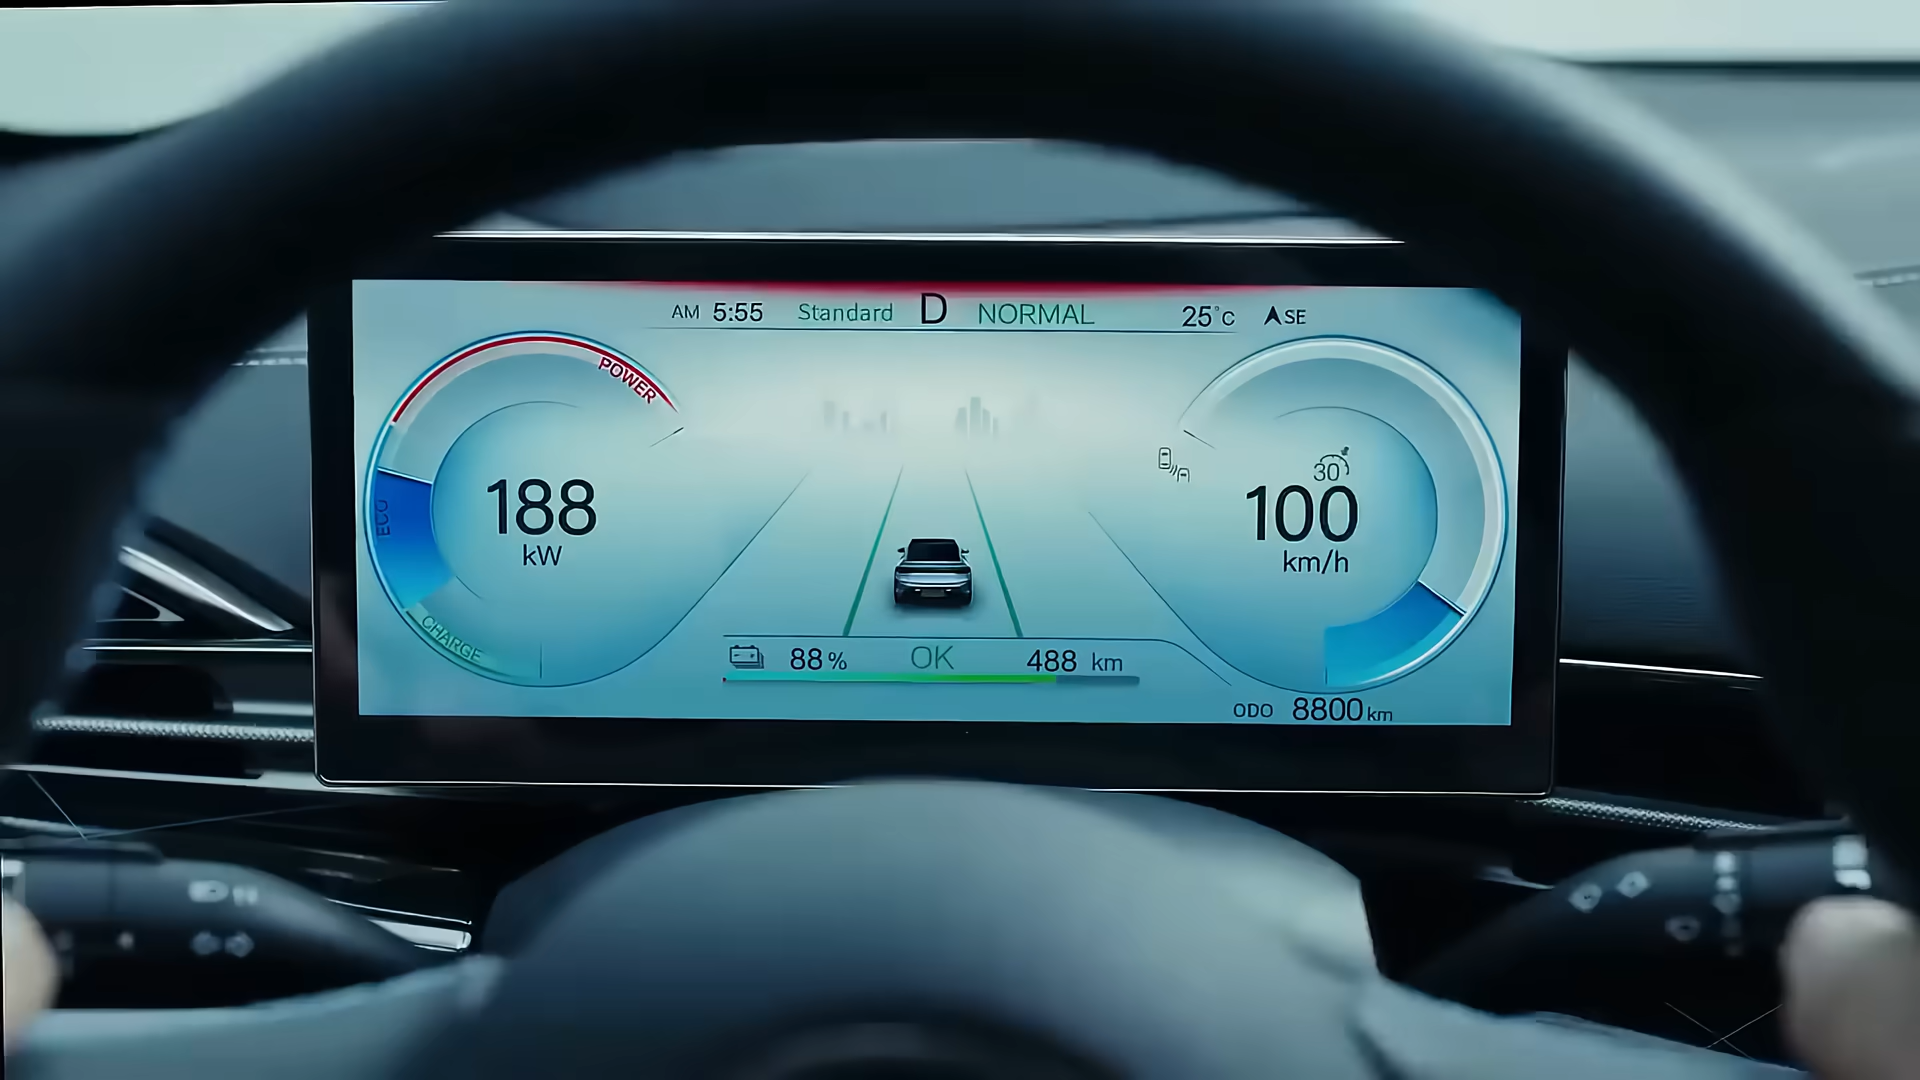 AM 5:55 Standard D NORMAL 25°C SE
POWER
ECO
CHARGE
188
kW
30
100
km/h
88% OK 488 km
ODO 8800 km